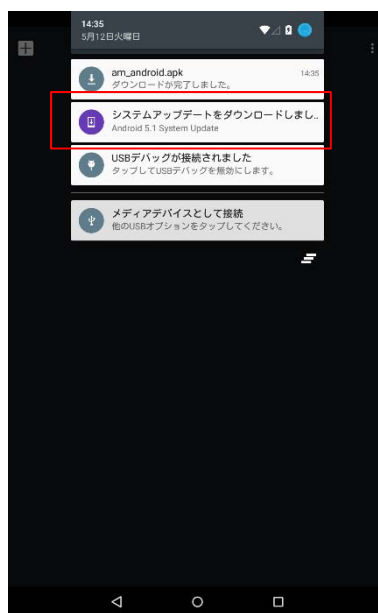 14:35
5月12日火曜日
am_android.apk 14:35
ダウンロードが完了しました。
システムアップデートをダウンロードしまし..
Android 5.1 System Update
USBデバッグが接続されました
タップしてUSBデバッグを無効にします。
メディアデバイスとして接続
他のUSBオプションをタップしてください。